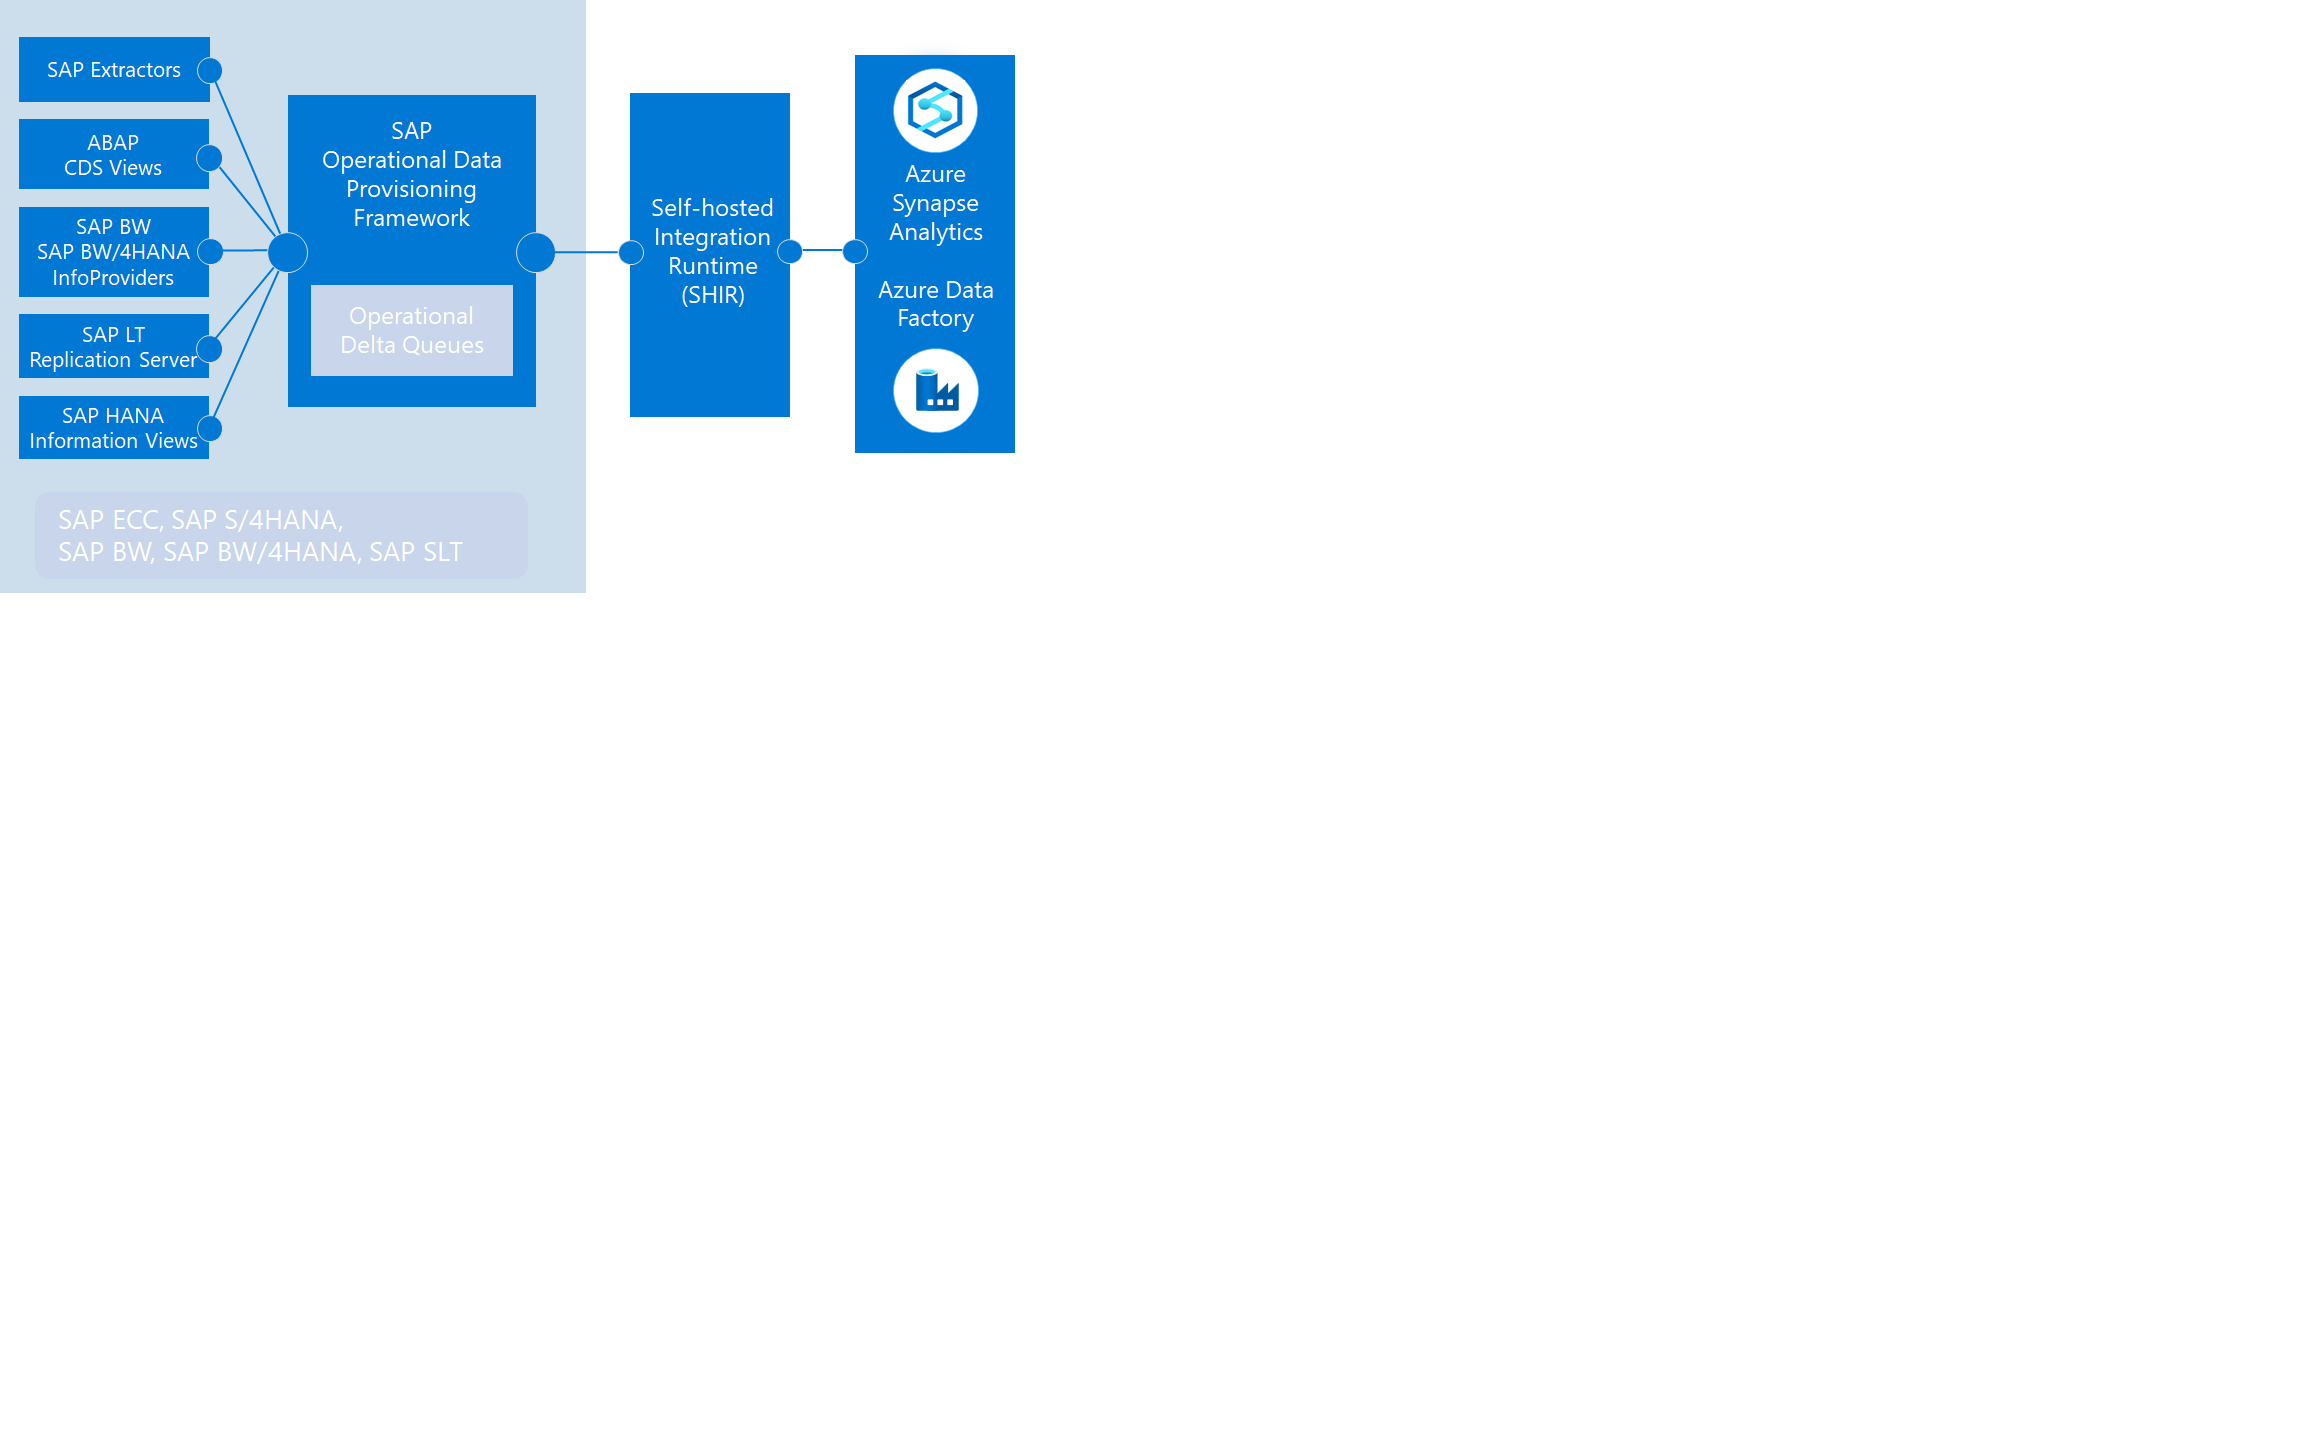 SAP Extractors
ABAP
CDS Views
SAP BW
SAP BW/4HANA
InfoProviders
SAP LT
Replication Server
SAP HANA
Information Views
SAP
Operational Data
Provisioning
Framework
Operational
Delta Queues
SAP ECC, SAP S/4HANA,
SAP BW, SAP BW/4HANA, SAP SLT
Self-hosted
Integration
Runtime
(SHIR)
Azure
Synapse
Analytics
Azure Data
Factory